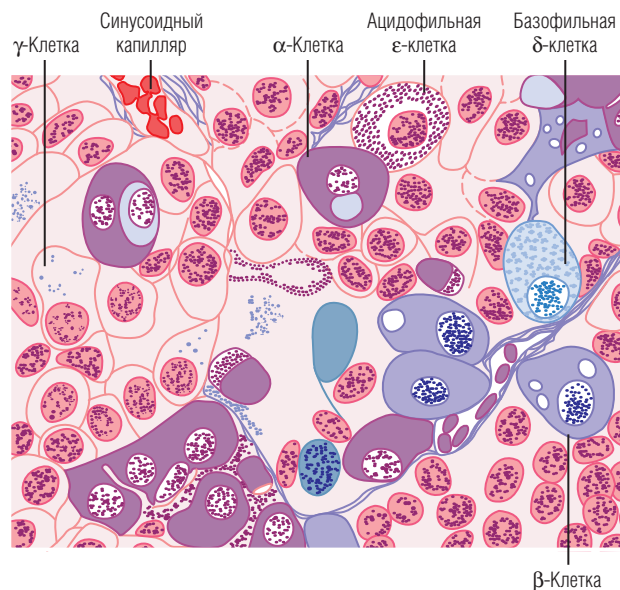 γ-Клетка
Синусоидный
капилляр
α-Клетка
Ацидофильная
ε-клетка
Базофильная
δ-клетка
β-Клетка